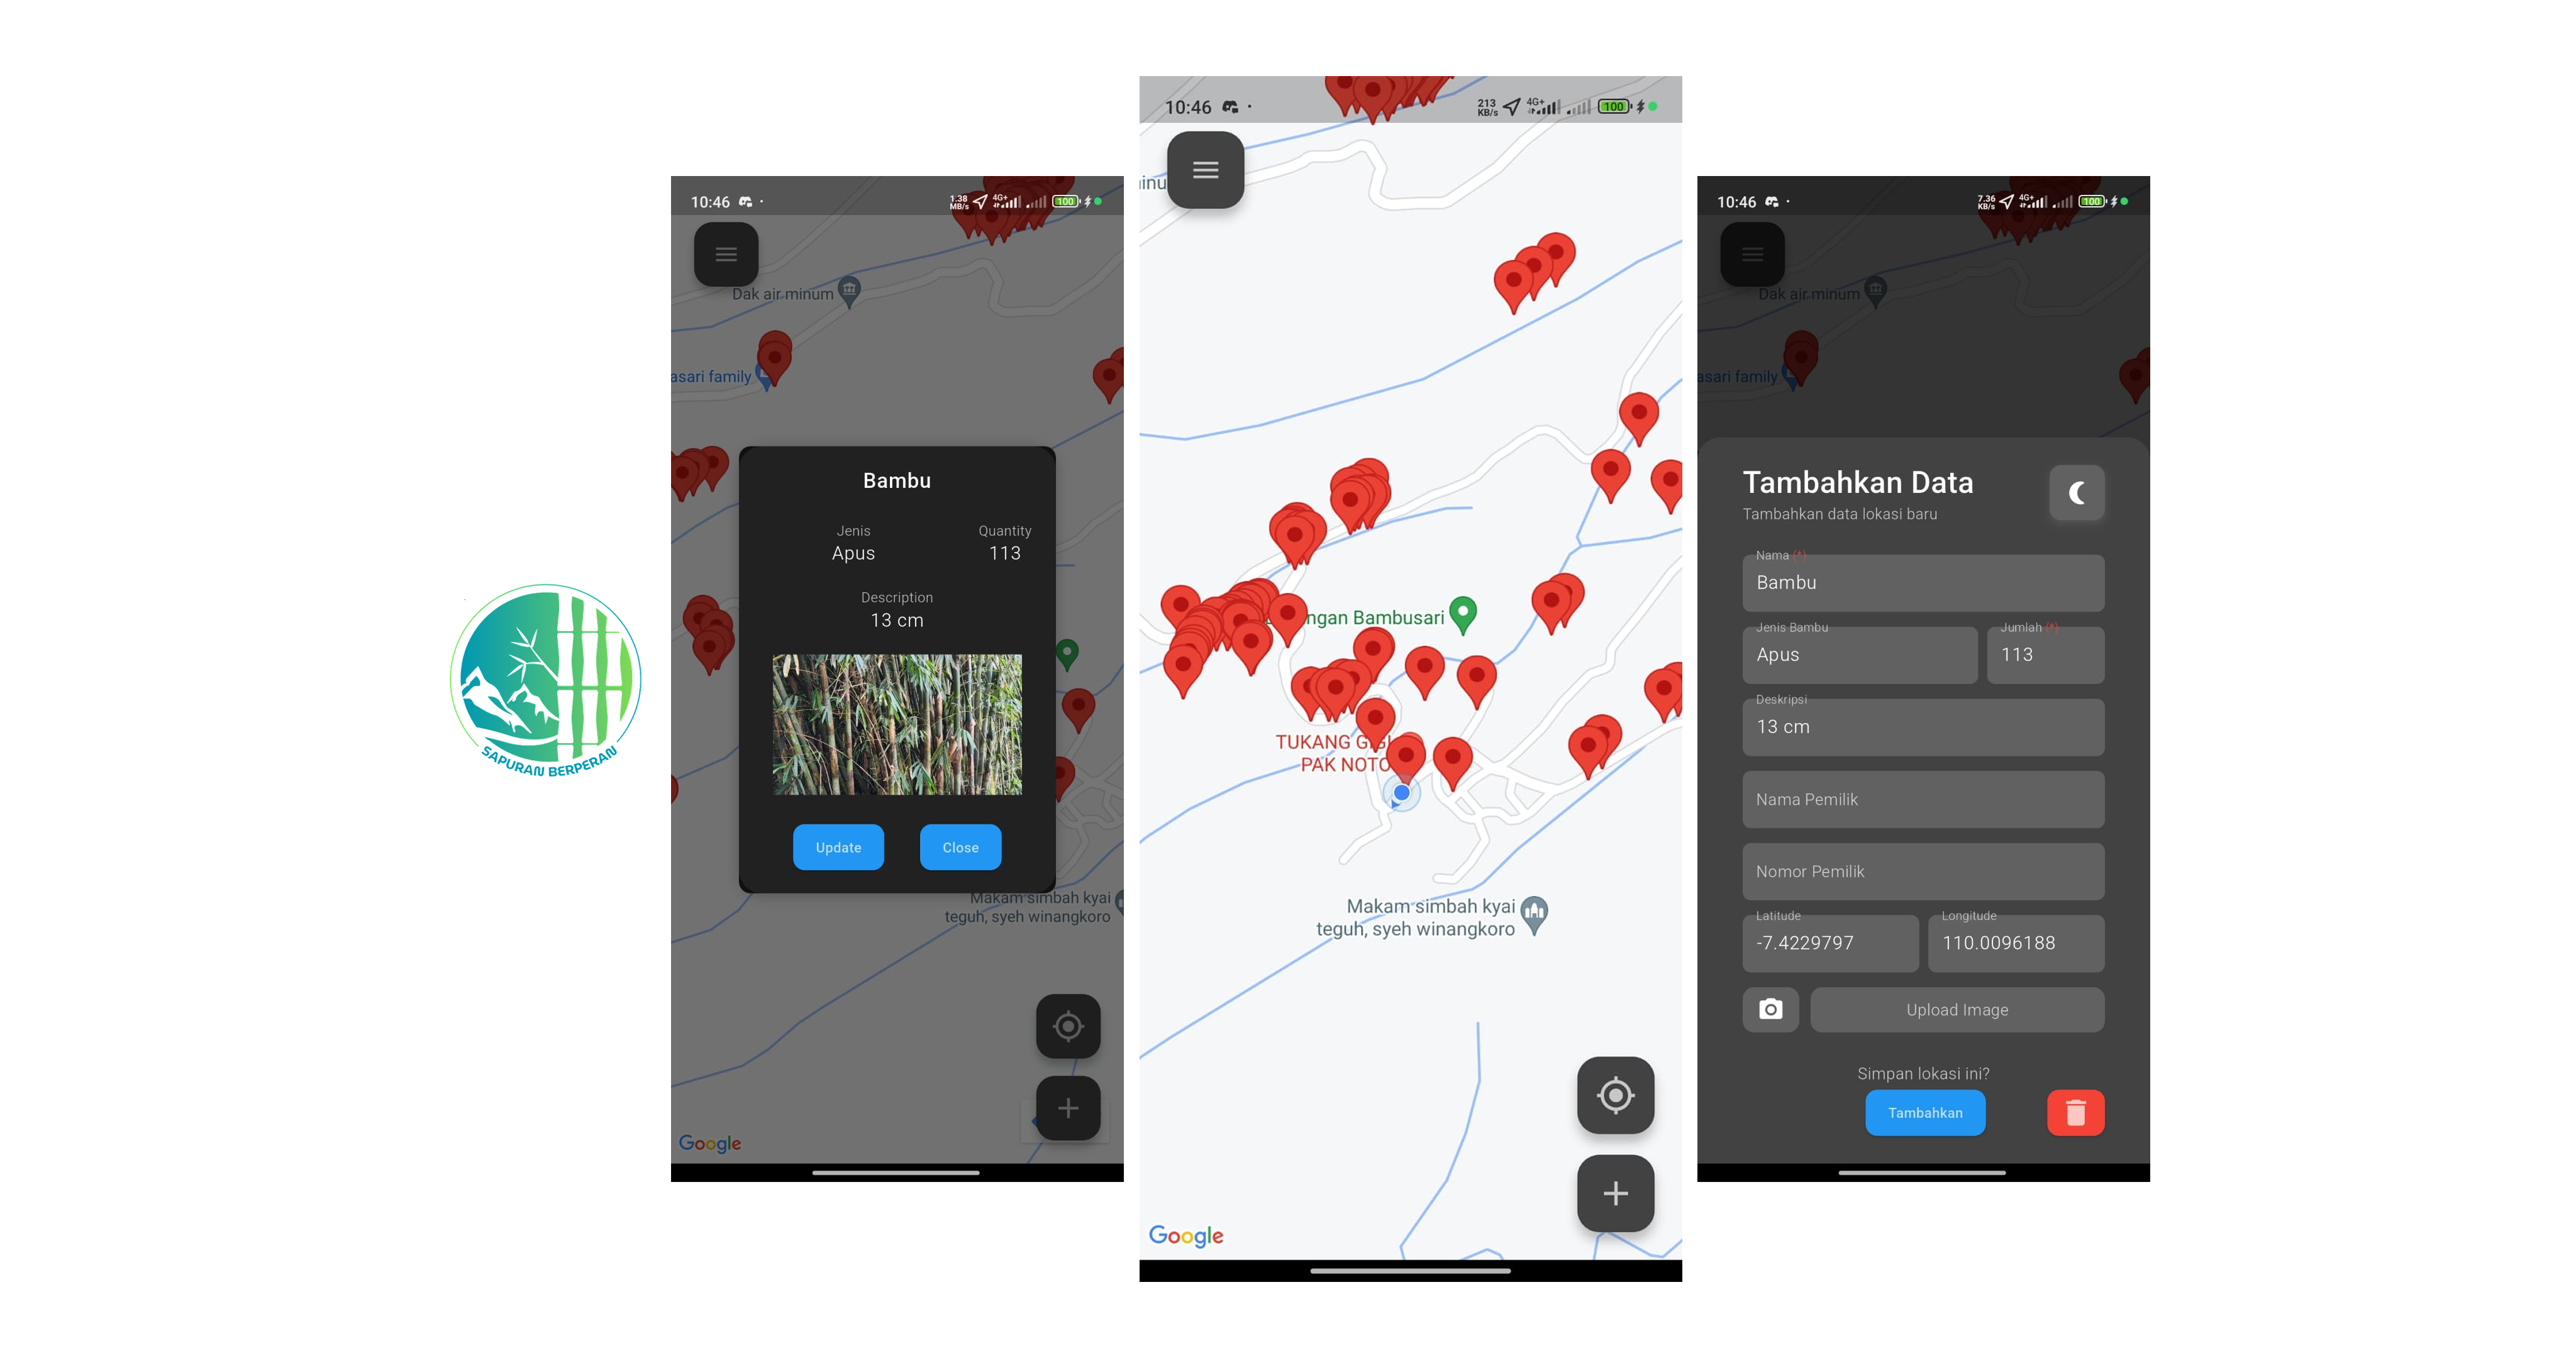 SAPURAN BERPERAN
10:46
1.38
MB/s
4G+
100
Dak air minum
asari family
Bambu
Jenis
Quantity
Apus
113
Description
13 cm
Update
Close
Makam simbah kyai
teguh, syeh winangkoro
Google
10:46
213
KB/s
4G+
100
inu
ngan Bambusari
TUKANG GIGI
PAK NOTO
Makam simbah kyai
teguh, syeh winangkoro
Google
10:46
7.36
KB/s
4G+
100
Dak air minum
asari family
Tambahkan Data
Tambahkan data lokasi baru
Nama (*)
Bambu
Jenis Bambu
Jumlah (*)
Apus
113
Deskripsi
13 cm
Nama Pemilik
Nomor Pemilik
Latitude
Longitude
-7.4229797
110.0096188
Upload Image
Simpan lokasi ini?
Tambahkan